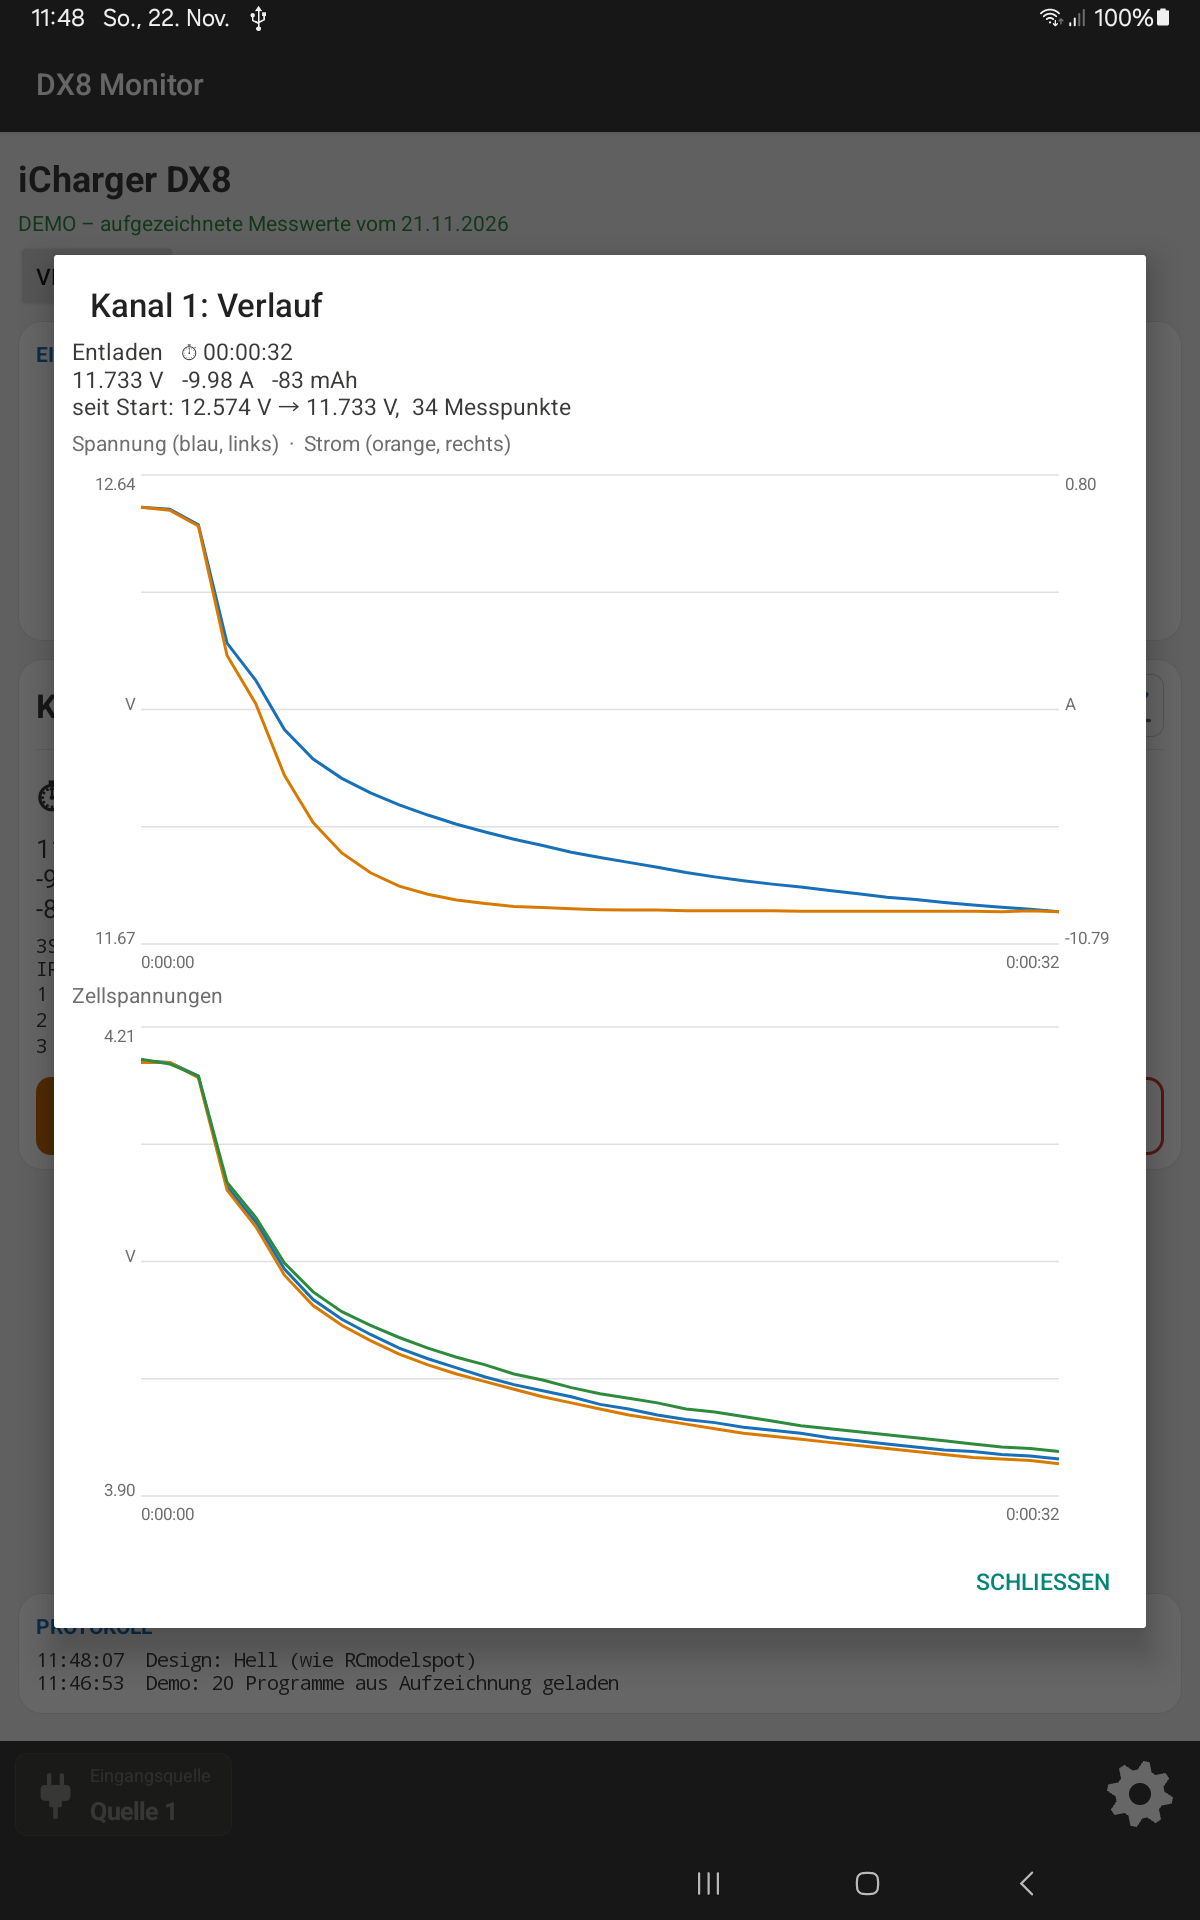 11:48 So., 22. Nov. 100%
DX8 Monitor
iCharger DX8
DEMO – aufgezeichnete Messwerte vom 21.11.2026
Kanal 1: Verlauf
Entladen ⏱ 00:00:32
11.733 V -9.98 A -83 mAh
seit Start: 12.574 V → 11.733 V, 34 Messpunkte
Spannung (blau, links) · Strom (orange, rechts)
12.64 0.80
V A
11.67 -10.79
0:00:00 0:00:32
Zellspannungen
4.21
V
3.90
0:00:00 0:00:32
SCHLIESSEN
PROTOKOLL
11:48:07 Design: Hell (wie RCmodelspot)
11:46:53 Demo: 20 Programme aus Aufzeichnung geladen
Eingangsquelle
Quelle 1